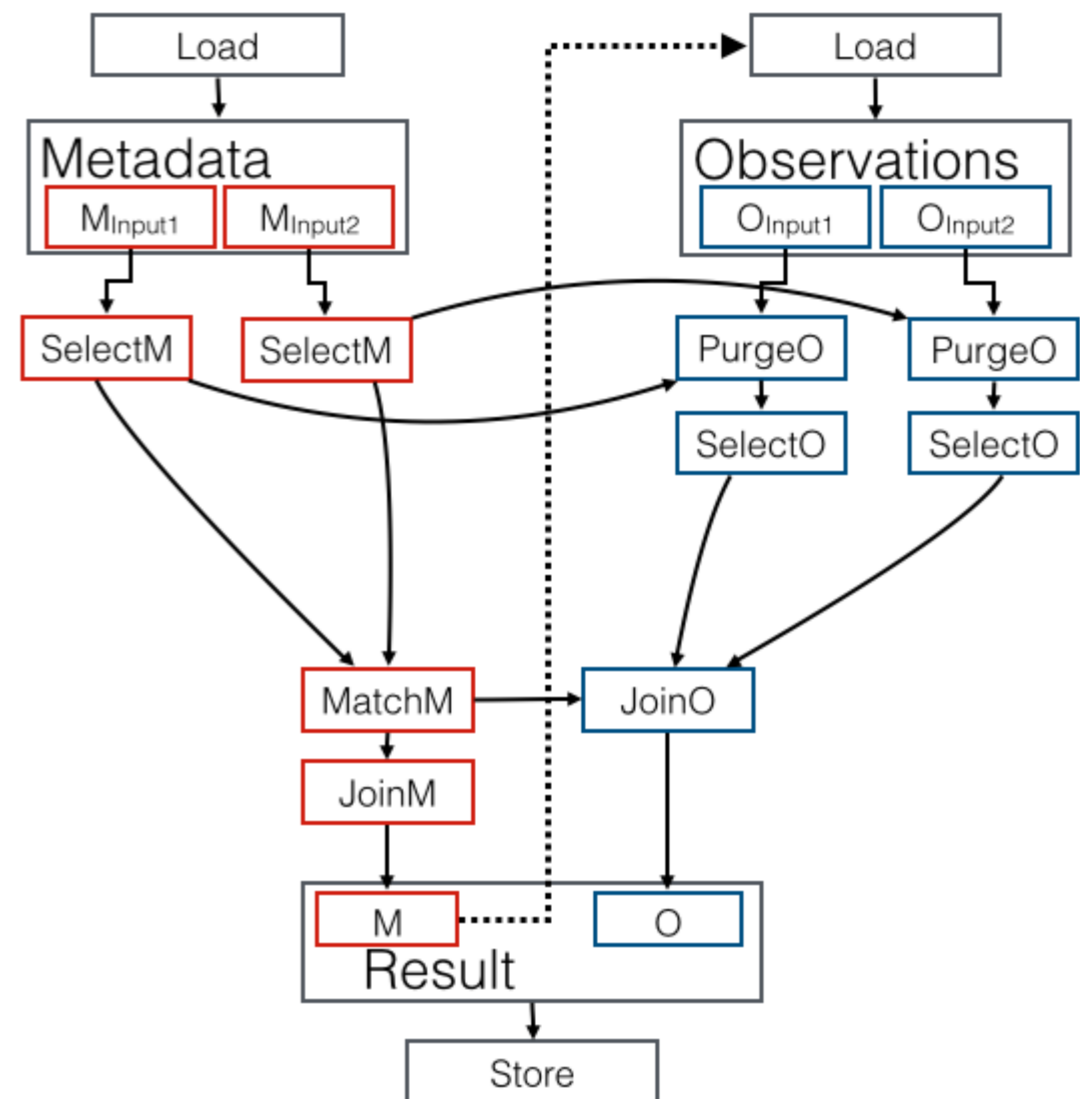 Load
Load
Metadata
Observations
MInput1
MInput2
OInput1
OInput2
SelectM
SelectM
PurgeO
PurgeO
SelectO
SelectO
MatchM
JoinO
JoinM
M
O
Result
Store